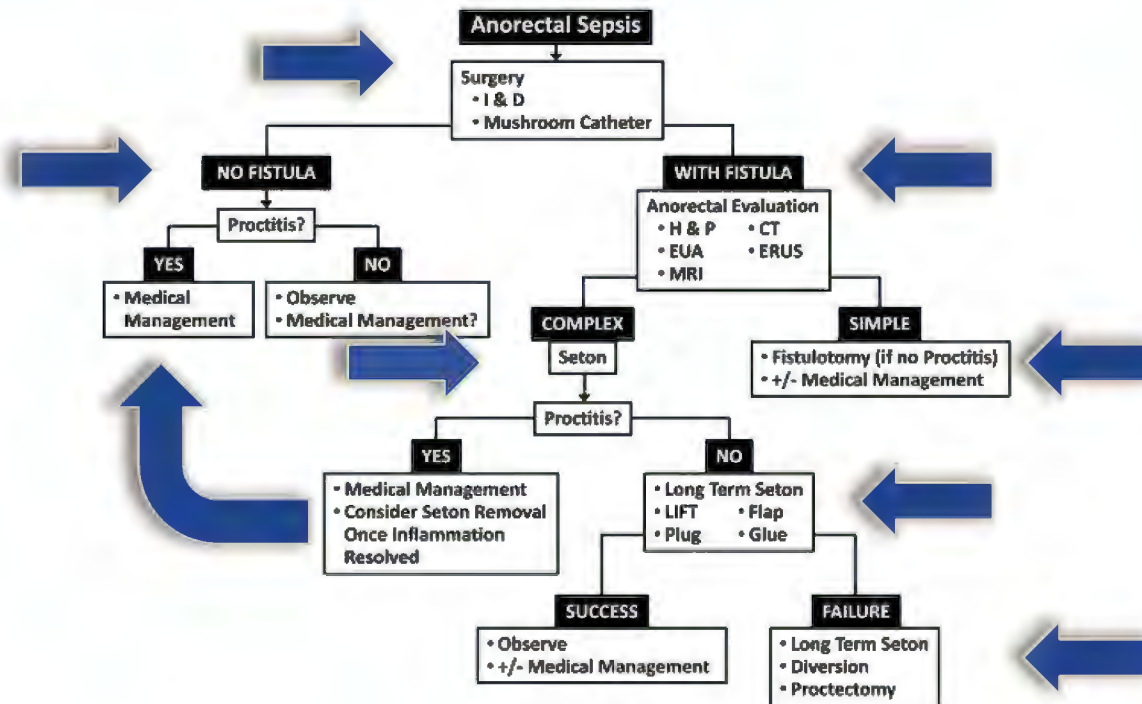 Anorectal Sepsis
Surgery
• I & D
• Mushroom Catheter
NO FISTULA
Proctitis?
YES
• Medical
Management
NO
• Observe
• Medical Management?
WITH FISTULA
Anorectal Evaluation
• H & P • CT
• EUA • ERUS
• MRI
COMPLEX
Seton
Proctitis?
SIMPLE
• Fistulotomy (if no Proctitis)
• +/- Medical Management
YES
• Medical Management
• Consider Seton Removal
Once Inflammation
Resolved
NO
• Long Term Seton
• LIFT • Flap
• Plug • Glue
SUCCESS
• Observe
• +/- Medical Management
FAILURE
• Long Term Seton
• Diversion
• Proctectomy